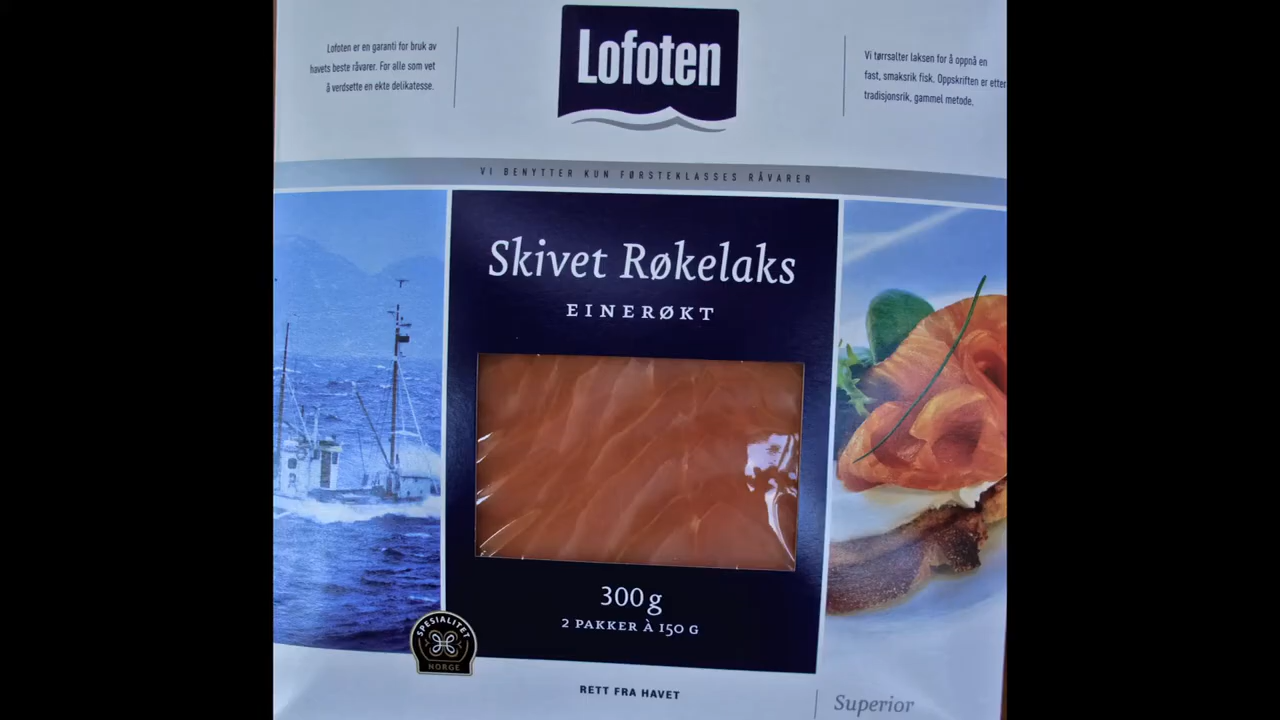 Lofoten
Lofoten er en garanti for bruk av
havets beste råvarer. For alle som vet
å verdsette en ekte delikatesse.
Vi tørrsalter laksen for å oppnå en
fast, smaksrik fisk. Oppskriften er etter
tradisjonsrik, gammel metode.
VI BENYTTER KUN FØRSTEKLASSES RÅVARER
Skivet Røkelaks
EINERØKT
300g
2 PAKKER À 150 G
SPESIALITET
NORGE
RETT FRA HAVET
Superior